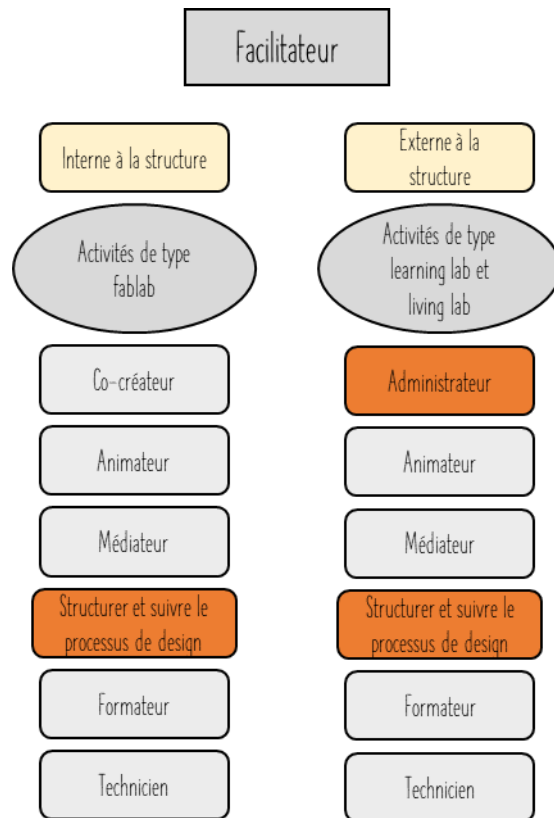 Facilitateur
Interne à la structure
Externe à la
structure
Activités de type
fablab
Activités de type
learning lab et
living lab
Co-créateur
Administrateur
Animateur
Animateur
Médiateur
Médiateur
Structurer et suivre le
processus de design
Structurer et suivre le
processus de design
Formateur
Formateur
Technicien
Technicien